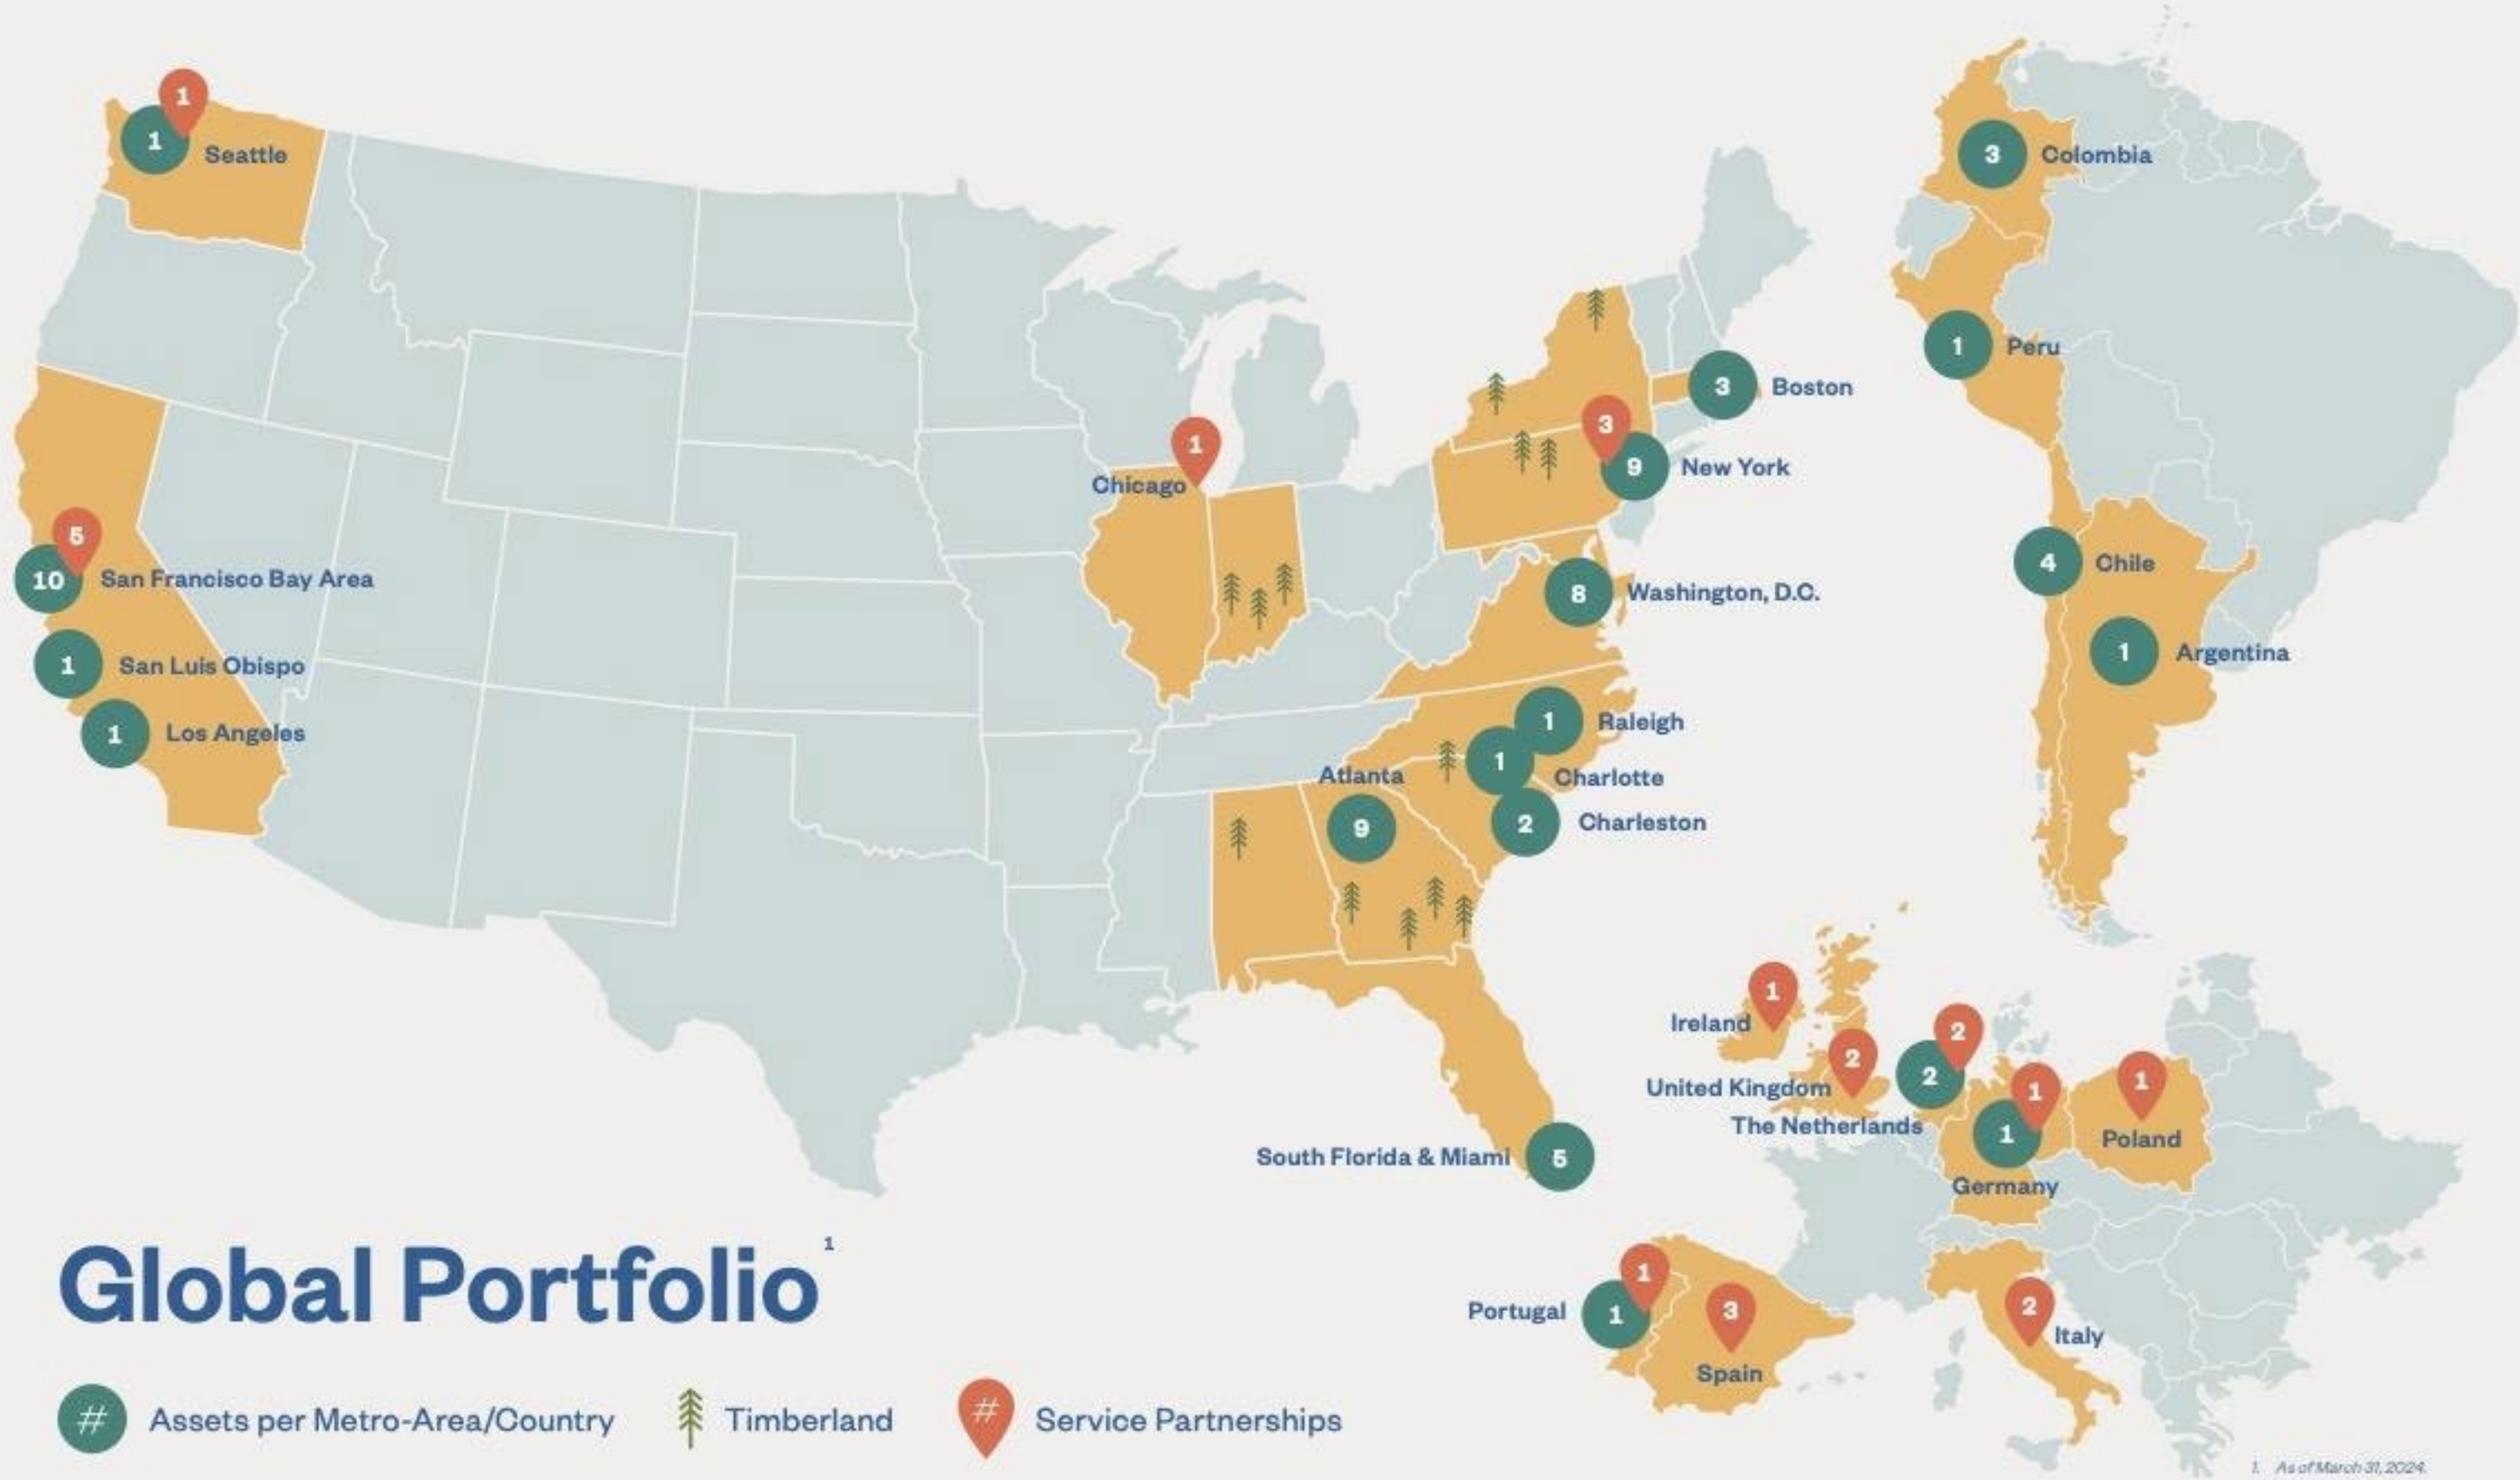 1
1
Seattle
5
10
San Francisco Bay Area
1
San Luis Obispo
1
Los Angeles
1
Chicago
3
Boston
3
9
New York
8
Washington, D.C.
1
Raleigh
1
Charlotte
2
Charleston
Atlanta
9
5
South Florida & Miami
3
Colombia
1
Peru
4
Chile
1
Argentina
1
Ireland
2
United Kingdom
2
2
The Netherlands
1
1
Germany
1
Poland
1
1
Portugal
3
Spain
2
Italy
Global Portfolio 1
# Assets per Metro-Area/Country
Timberland
# Service Partnerships
1. As of March 31, 2024.